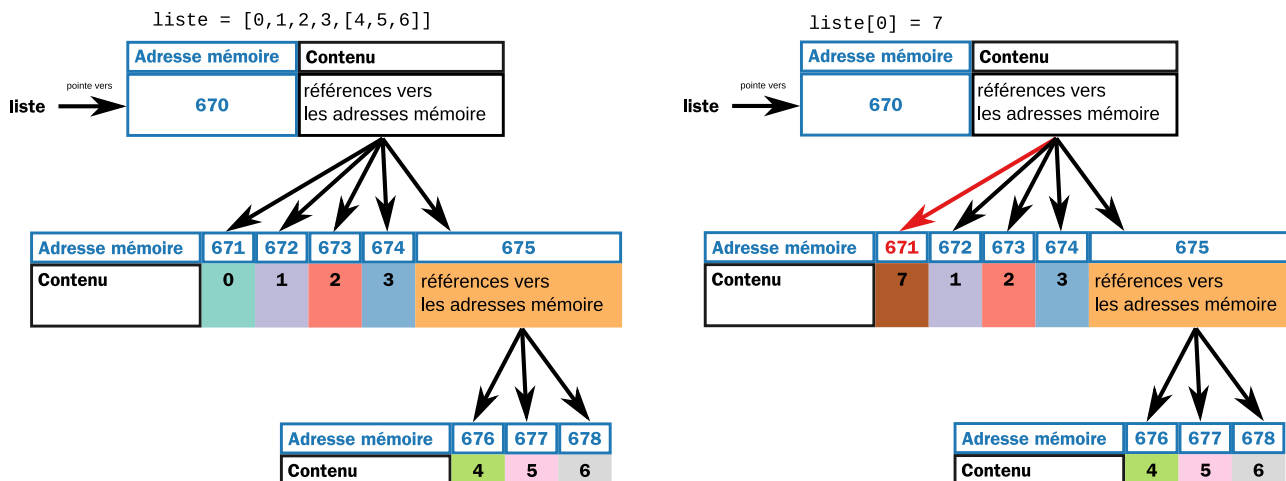 liste = [0,1,2,3,[4,5,6]]
Adresse mémoire Contenu
liste pointe vers 670 références vers
les adresses mémoire
Adresse mémoire 671 672 673 674 675
Contenu 0 1 2 3 références vers
les adresses mémoire
Adresse mémoire 676 677 678
Contenu 4 5 6
liste[0] = 7
Adresse mémoire Contenu
liste pointe vers 670 références vers
les adresses mémoire
Adresse mémoire 671 672 673 674 675
Contenu 7 1 2 3 références vers
les adresses mémoire
Adresse mémoire 676 677 678
Contenu 4 5 6